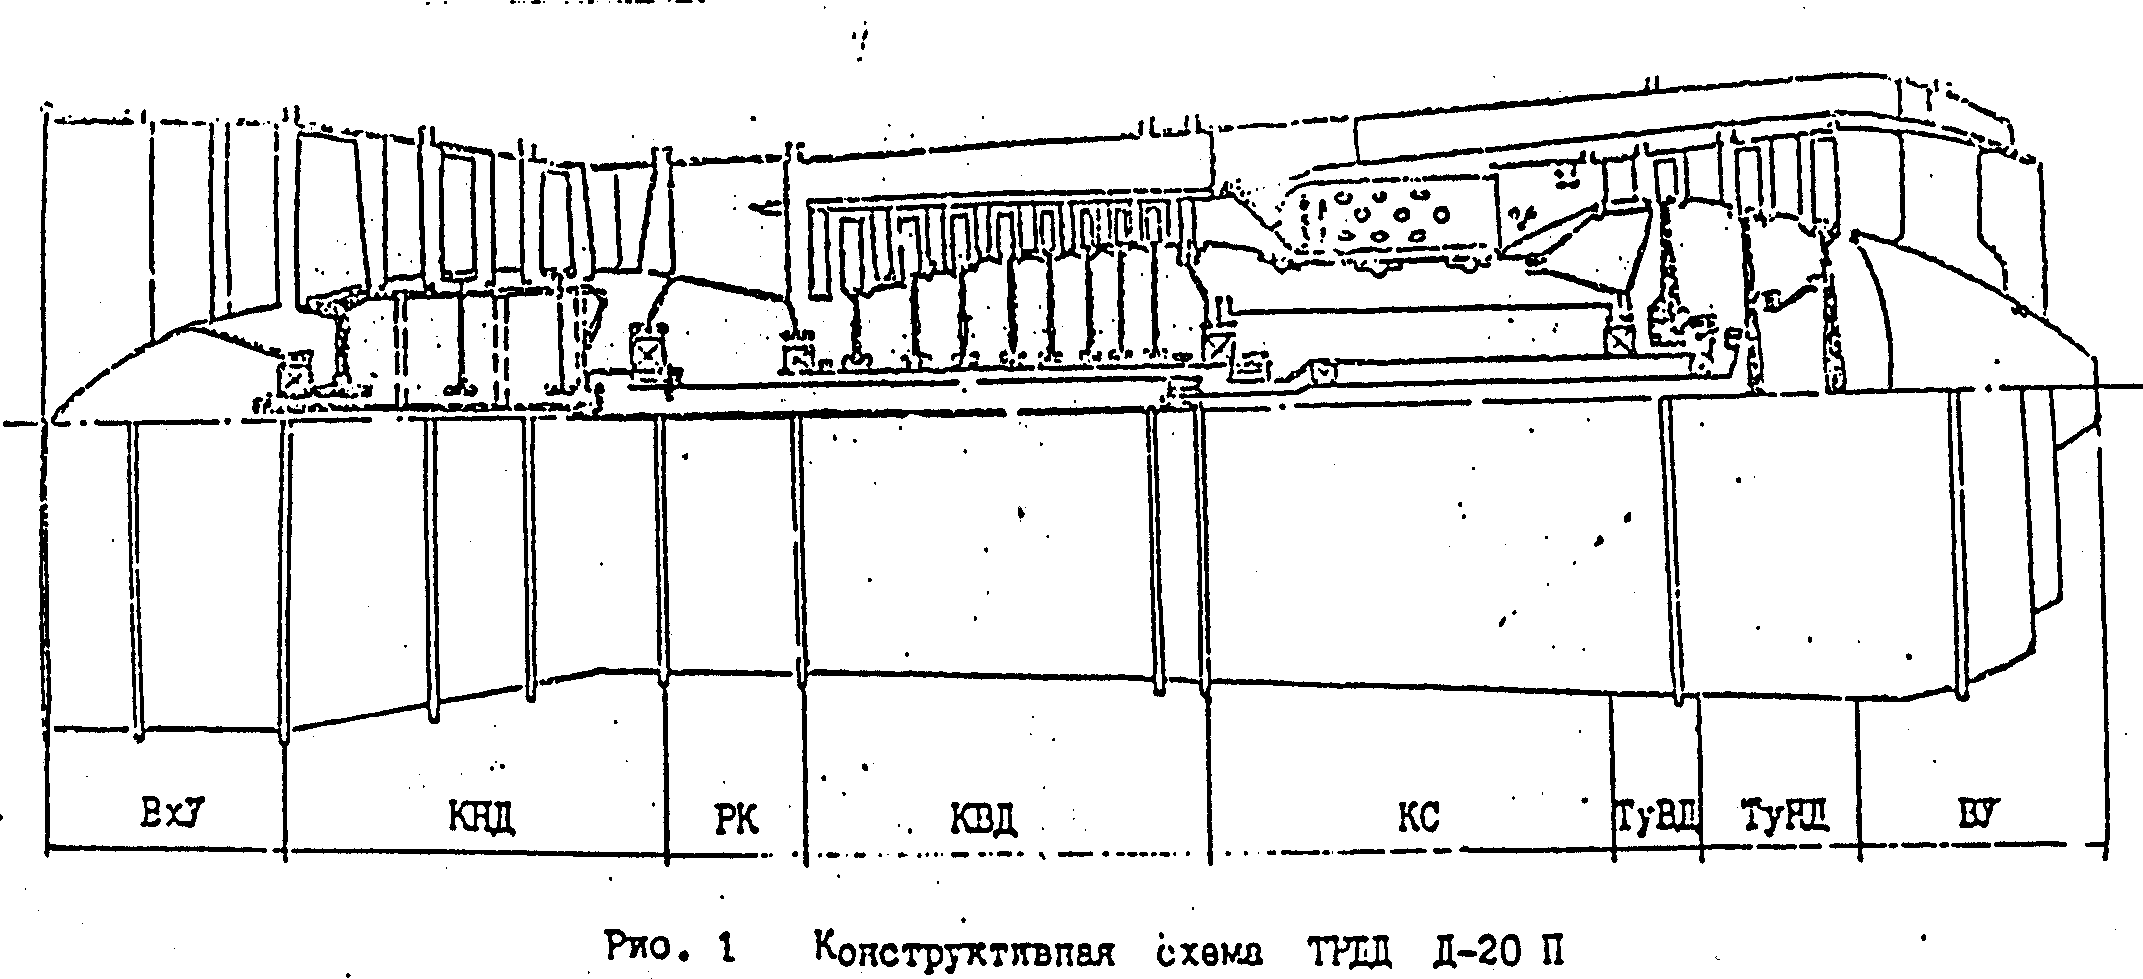 ВхУ КНД РК КВД КС ТуВД ТуНД ВУ
Рис. 1 Конструктивная схема ТРДД Д-20 П